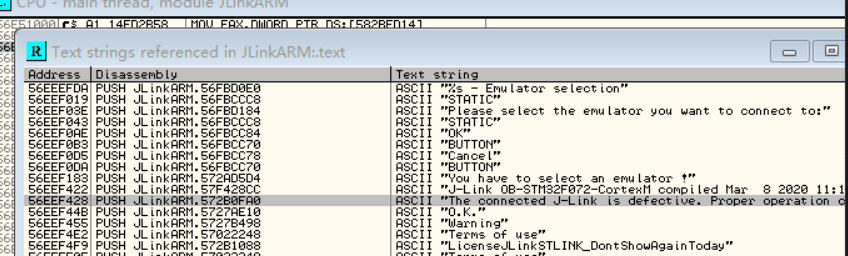 CPU - main thread, module JLinkARM
56E51000 A1 14ED2B58 MOV EAX,DWORD PTR DS:[582BED14]
R Text strings referenced in JLinkARM:.text
Address Disassembly Text string
56EEEFDA PUSH JLinkARM.56FBD0E0 ASCII "%s - Emulator selection"
56EEF019 PUSH JLinkARM.56FBCCC8 ASCII "STATIC"
56EEF03E PUSH JLinkARM.56FBD184 ASCII "Please select the emulator you want to connect to:"
56EEF043 PUSH JLinkARM.56FBCCC8 ASCII "STATIC"
56EEF0AE PUSH JLinkARM.56FBCC84 ASCII "OK"
56EEF0B3 PUSH JLinkARM.56FBCC70 ASCII "BUTTON"
56EEF0D5 PUSH JLinkARM.56FBCC78 ASCII "Cancel"
56EEF0DA PUSH JLinkARM.56FBCC70 ASCII "BUTTON"
56EEF183 PUSH JLinkARM.572AD5D4 ASCII "You have to select an emulator !"
56EEF422 PUSH JLinkARM.57F428CC ASCII "J-Link OB-STM32F072-CortexM compiled Mar 8 2020 11:1
56EEF428 PUSH JLinkARM.572B0FA0 ASCII "The connected J-Link is defective. Proper operation c
56EEF44B PUSH JLinkARM.5727AE10 ASCII "O.K."
56EEF455 PUSH JLinkARM.5727B498 ASCII "Warning"
56EEF4E2 PUSH JLinkARM.57022248 ASCII "Terms of use"
56EEF4F9 PUSH JLinkARM.572B1088 ASCII "LicenseJLinkSTLINK_DontShowAgainToday"